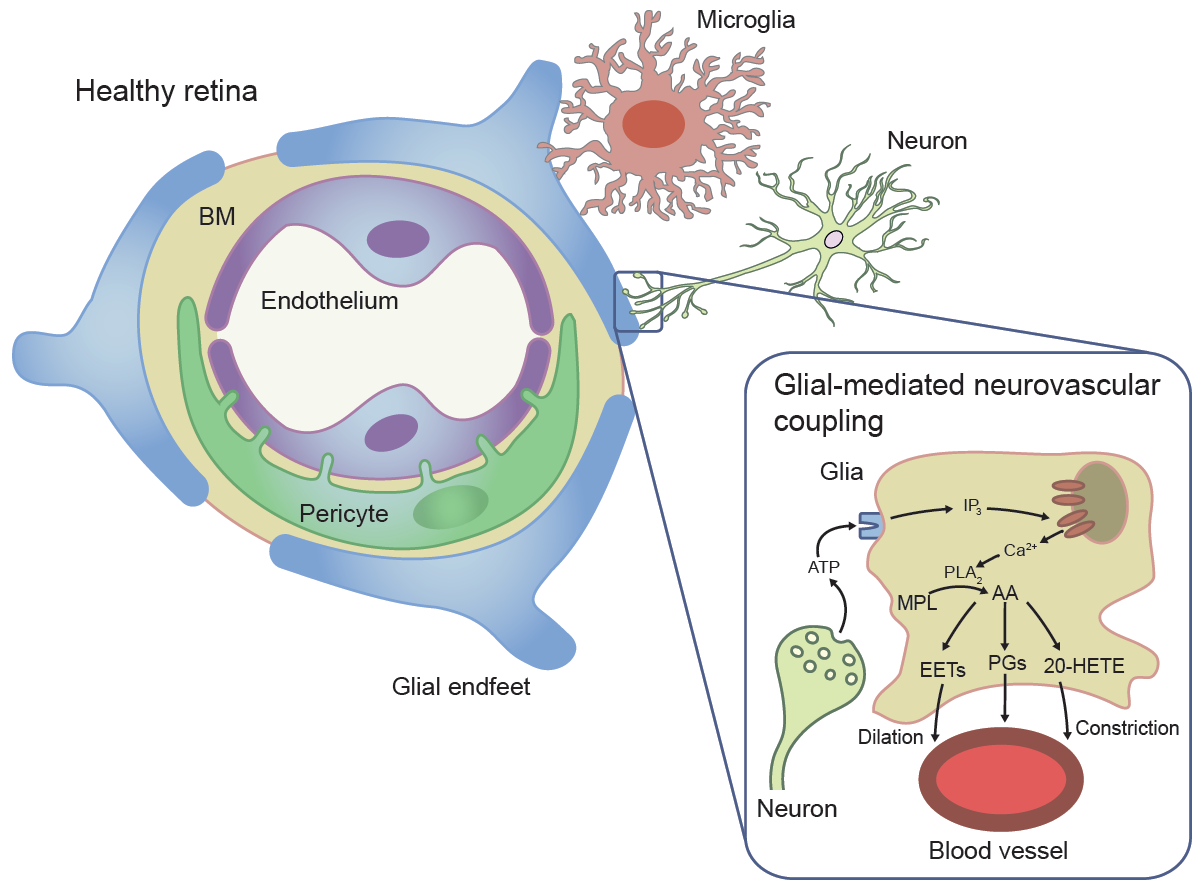 Microglia
Healthy retina
Neuron
BM
Endothelium
Pericyte
Glial endfeet
Glial-mediated neurovascular
coupling
Glia
IP₃
Ca²⁺
ATP
PLA₂
MPL
AA
EETs
PGs
20-HETE
Dilation
Constriction
Neuron
Blood vessel